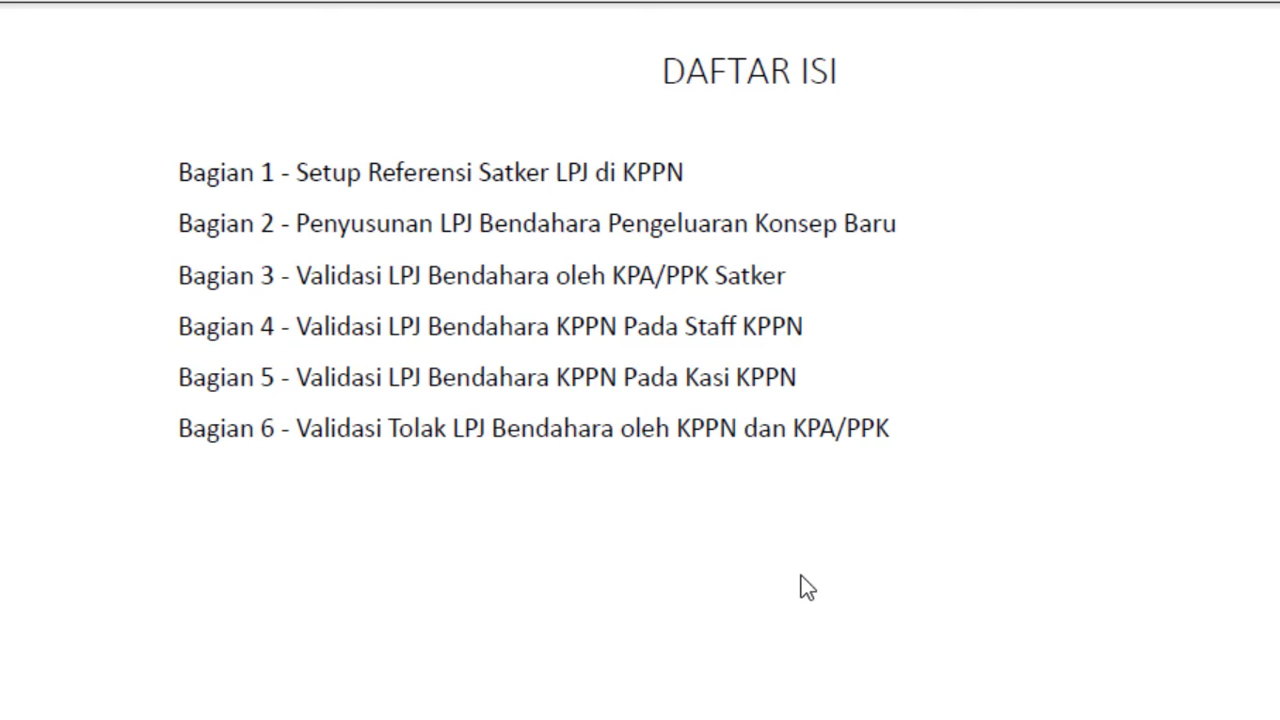 DAFTAR ISI
Bagian 1 - Setup Referensi Satker LPJ di KPPN
Bagian 2 - Penyusunan LPJ Bendahara Pengeluaran Konsep Baru
Bagian 3 - Validasi LPJ Bendahara oleh KPA/PPK Satker
Bagian 4 - Validasi LPJ Bendahara KPPN Pada Staff KPPN
Bagian 5 - Validasi LPJ Bendahara KPPN Pada Kasi KPPN
Bagian 6 - Validasi Tolak LPJ Bendahara oleh KPPN dan KPA/PPK